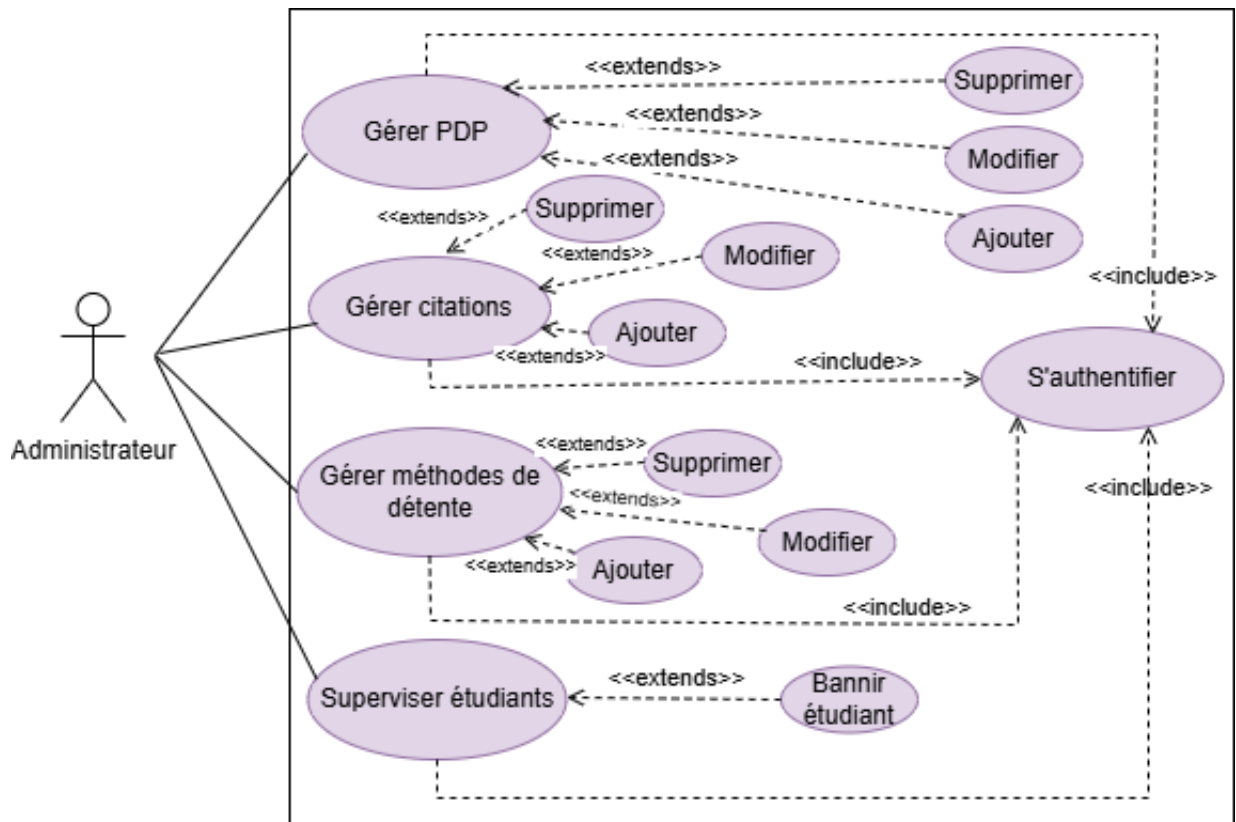 <<extends>>
Supprimer
Gérer PDP
<<extends>>
Modifier
<<extends>>
Ajouter
Supprimer
<<extends>>
<<extends>>
Modifier
<<include>>
Gérer citations
Ajouter
<<extends>>
<<include>>
S'authentifier
Administrateur
<<extends>>
Supprimer
Gérer méthodes de
détente
<<extends>>
<<include>>
Modifier
<<extends>>
Ajouter
<<include>>
Superviser étudiants
<<extends>>
Bannir
étudiant